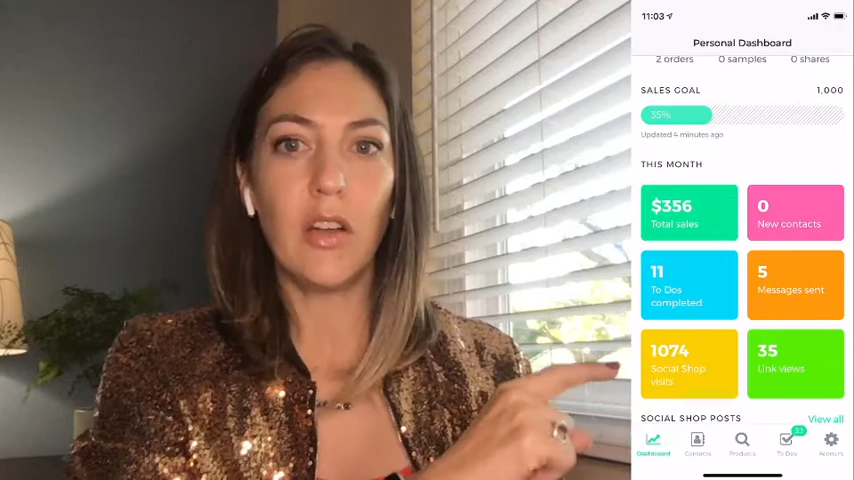 11:03
Personal Dashboard
2 orders 0 samples 0 shares
SALES GOAL 1,000
35%
Updated 4 minutes ago
THIS MONTH
$356 0
Total sales New contacts
11 5
To Dos Messages sent
completed
1074 35
Social Shop Link views
visits
SOCIAL SHOP POSTS View all
33
Dashboard Contacts Products To Dos Account